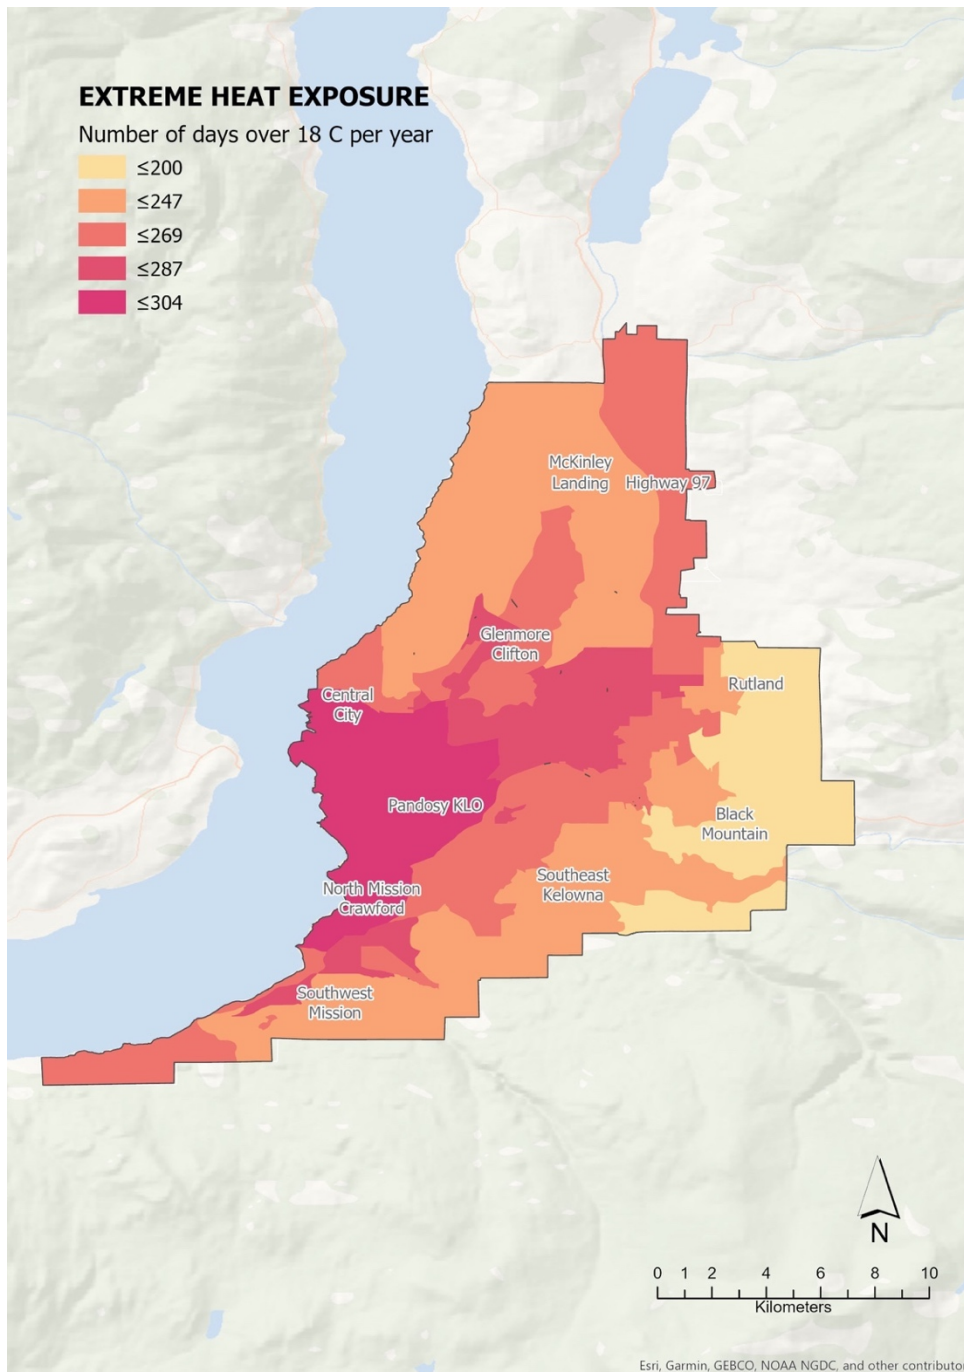 EXTREME HEAT EXPOSURE
Number of days over 18 C per year
≤200
≤247
≤269
≤287
≤304
McKinley
Landing
Highway 97
Glenmore
Clifton
Rutland
Central
City
Pandosy KLO
Black
Mountain
Southeast
Kelowna
North Mission
Crawford
Southwest
Mission
N
0 1 2 4 6 8 10
Kilometers
Esri, Garmin, GEBCO, NOAA NGDC, and other contributor